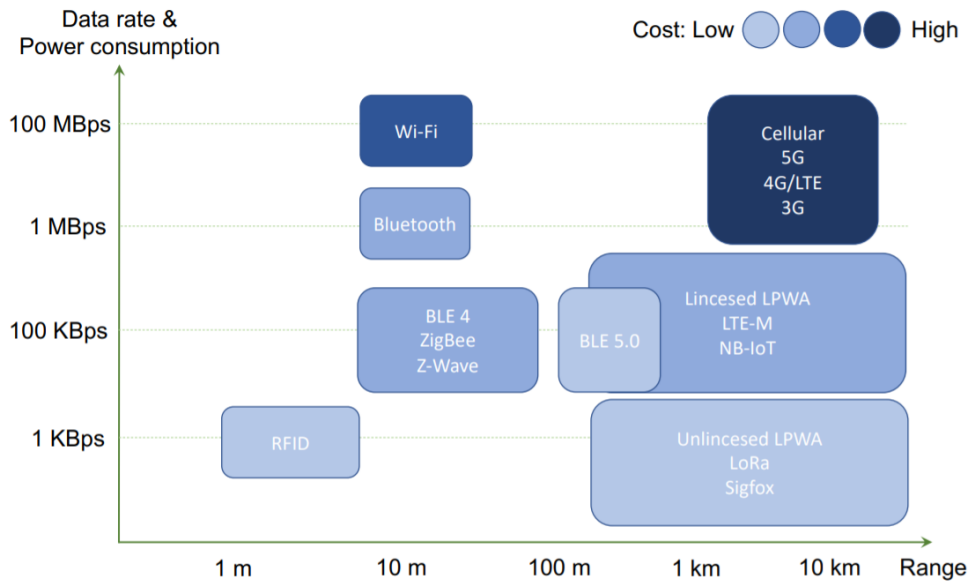 Data rate &
Power consumption
Cost: Low
High
100 MBps
Wi-Fi
Cellular
5G
4G/LTE
3G
1 MBps
Bluetooth
100 KBps
BLE 4
ZigBee
Z-Wave
BLE 5.0
Lincesed LPWA
LTE-M
NB-IoT
1 KBps
RFID
Unlincesed LPWA
LoRa
Sigfox
1 m
10 m
100 m
1 km
10 km
Range